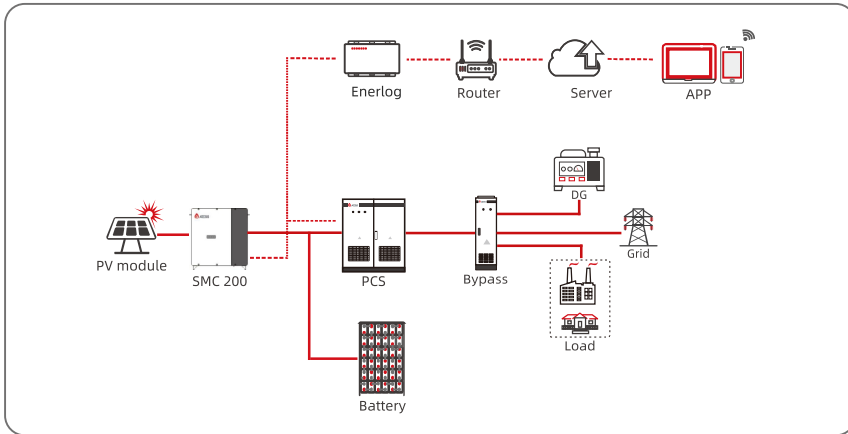 Enerlog
Router
Server
APP
DG
PV module
SMC 200
PCS
Bypass
Grid
Load
Battery